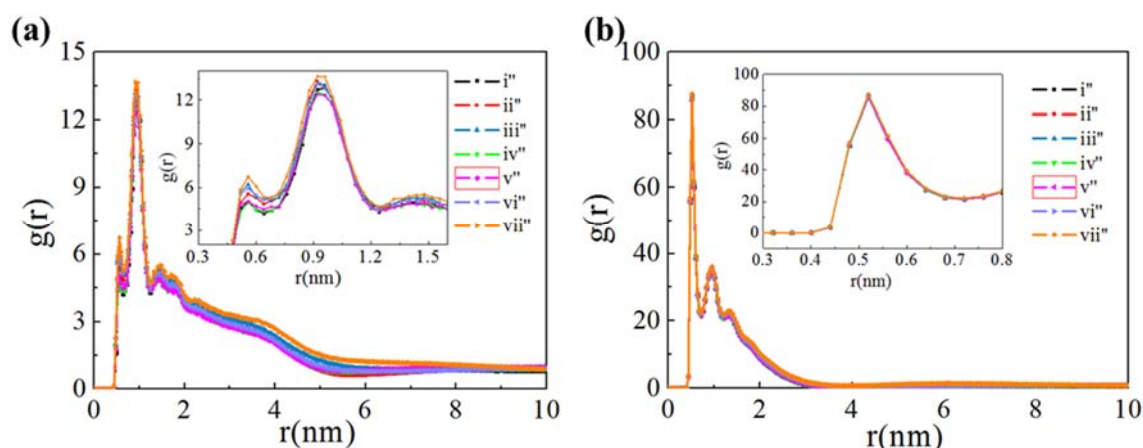 (a)
15
12
9
6
3
0
g(r)
0 2 4 6 8 10
r(nm)
12
9
6
3
g(r)
0.3 0.6 0.9 1.2 1.5
r(nm)
i"
ii"
iii"
iv"
v"
vi"
vii"
(b)
100
80
60
40
20
0
g(r)
0 2 4 6 8 10
r(nm)
100
80
60
40
20
0
g(r)
0.3 0.4 0.5 0.6 0.7 0.8
r(nm)
i"
ii"
iii"
iv"
v"
vi"
vii"